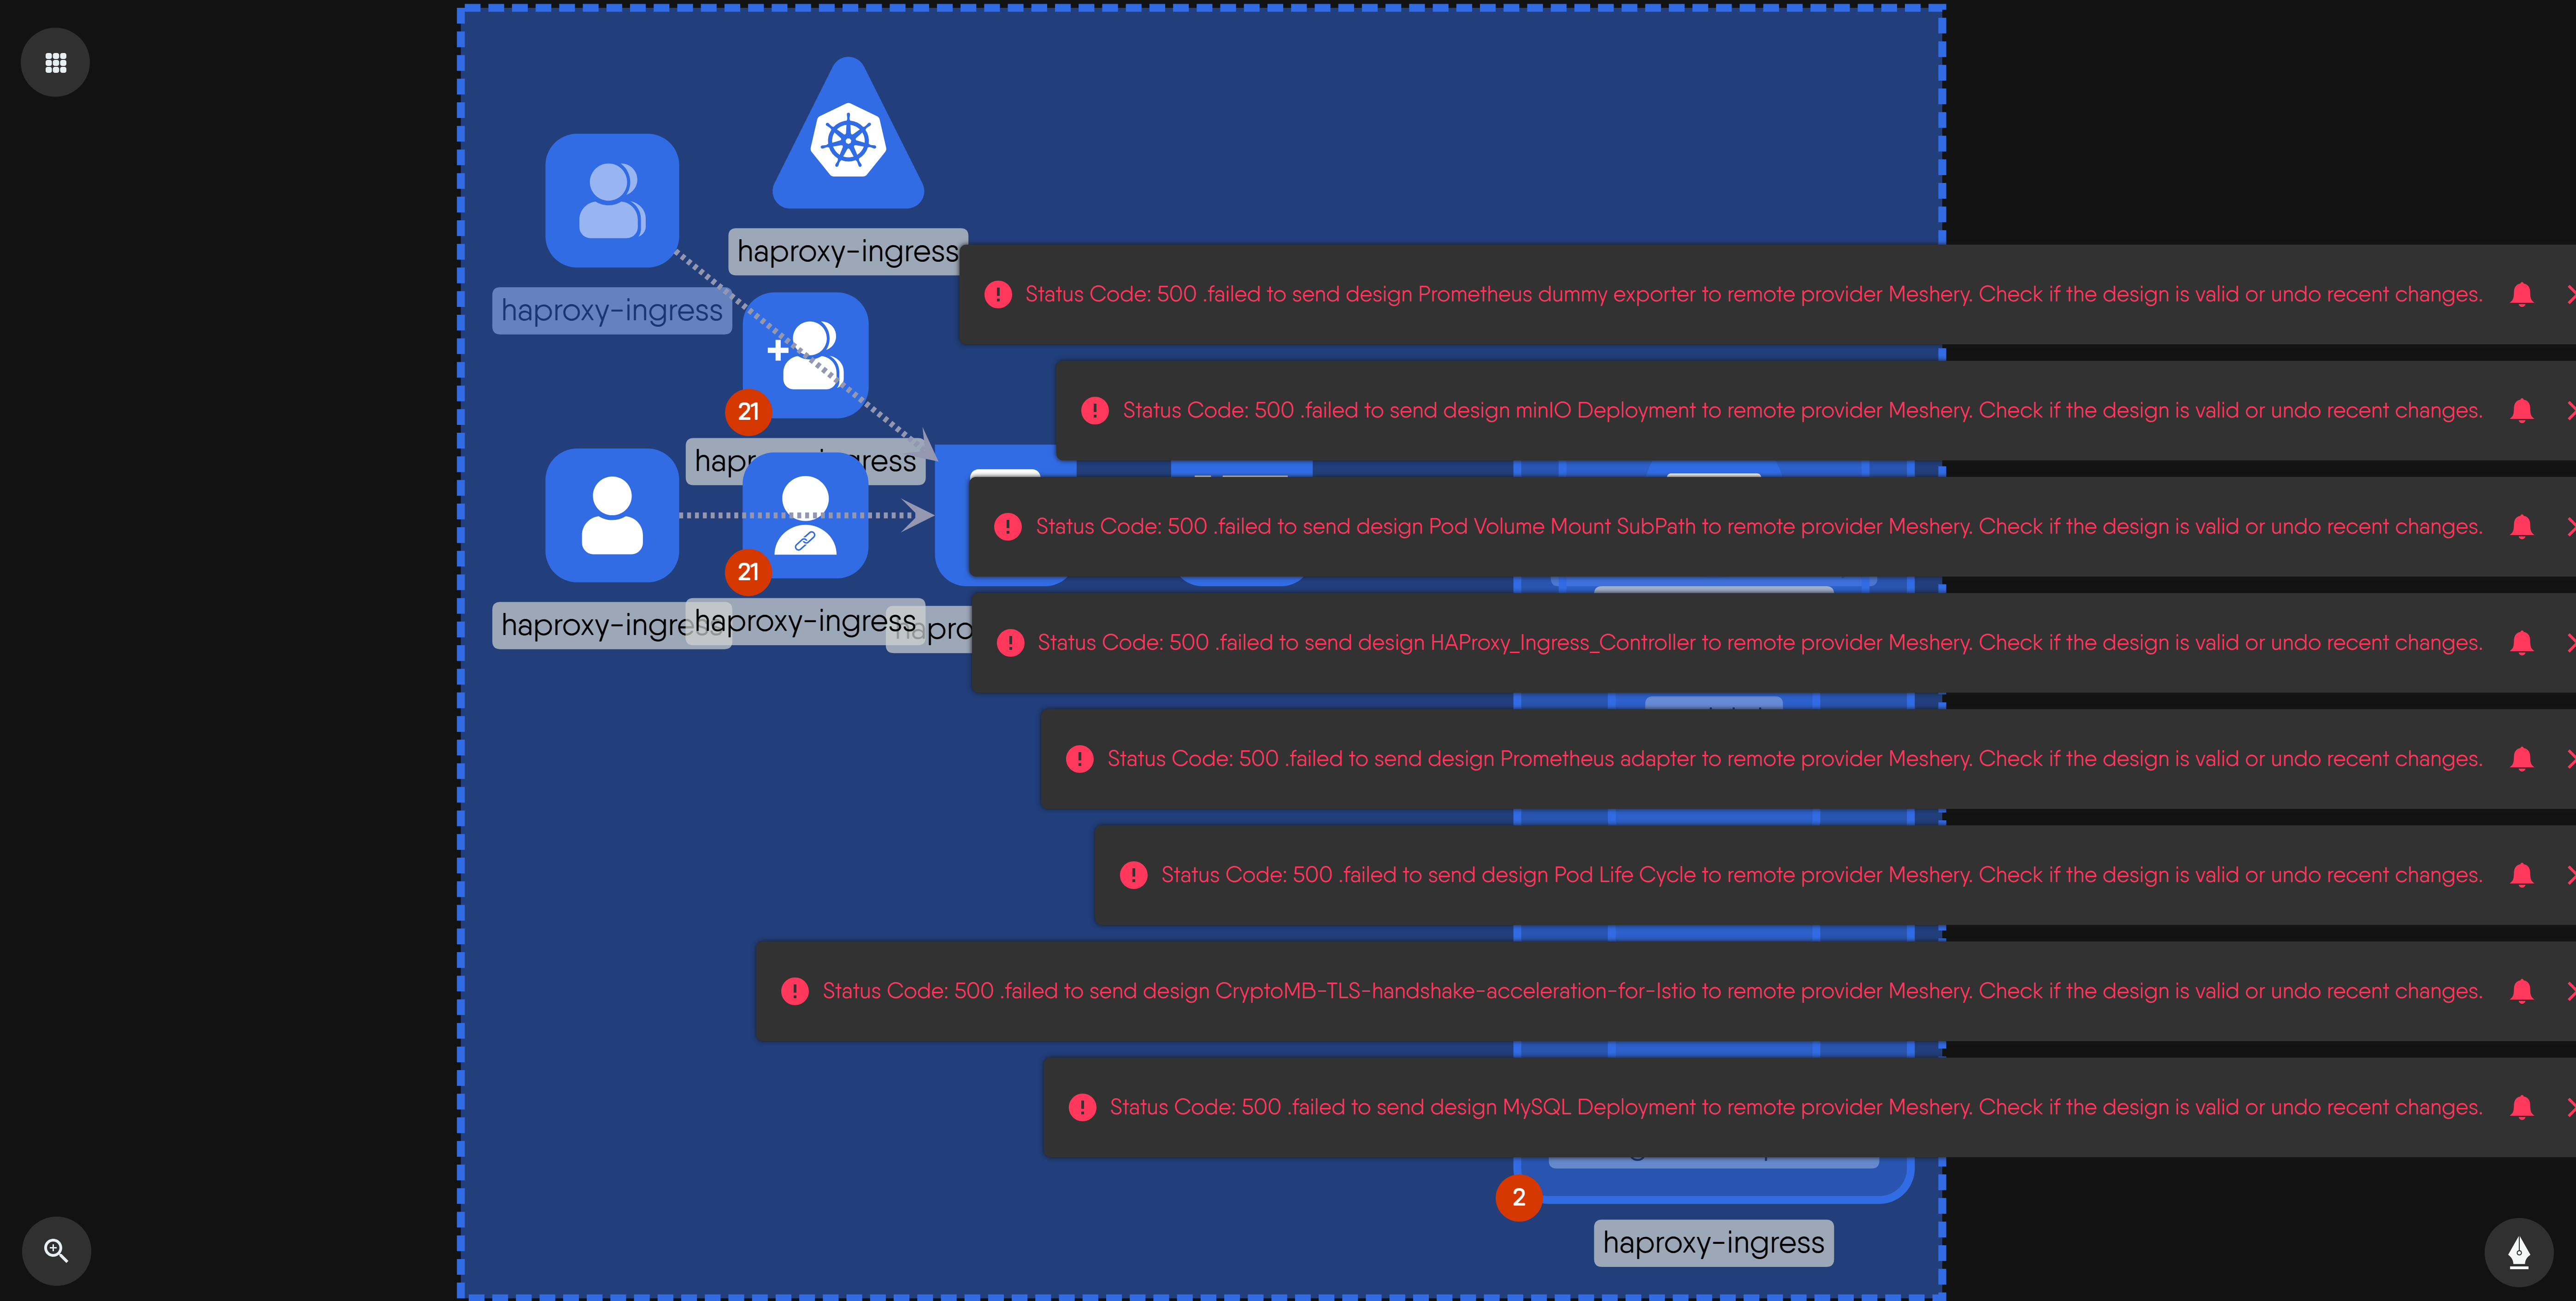 haproxy-ingress
haproxy-ingress
Status Code: 500 .failed to send design Prometheus dummy exporter to remote provider Meshery. Check if the design is valid or undo recent changes.
Status Code: 500 .failed to send design minIO Deployment to remote provider Meshery. Check if the design is valid or undo recent changes.
21
Status Code: 500 .failed to send design Pod Volume Mount SubPath to remote provider Meshery. Check if the design is valid or undo recent changes.
21
haproxy-ingress
haproxy-ingress
Status Code: 500 .failed to send design HAProxy_Ingress_Controller to remote provider Meshery. Check if the design is valid or undo recent changes.
Status Code: 500 .failed to send design Prometheus adapter to remote provider Meshery. Check if the design is valid or undo recent changes.
Status Code: 500 .failed to send design Pod Life Cycle to remote provider Meshery. Check if the design is valid or undo recent changes.
Status Code: 500 .failed to send design CryptoMB-TLS-handshake-acceleration-for-Istio to remote provider Meshery. Check if the design is valid or undo recent changes.
Status Code: 500 .failed to send design MySQL Deployment to remote provider Meshery. Check if the design is valid or undo recent changes.
2
haproxy-ingress